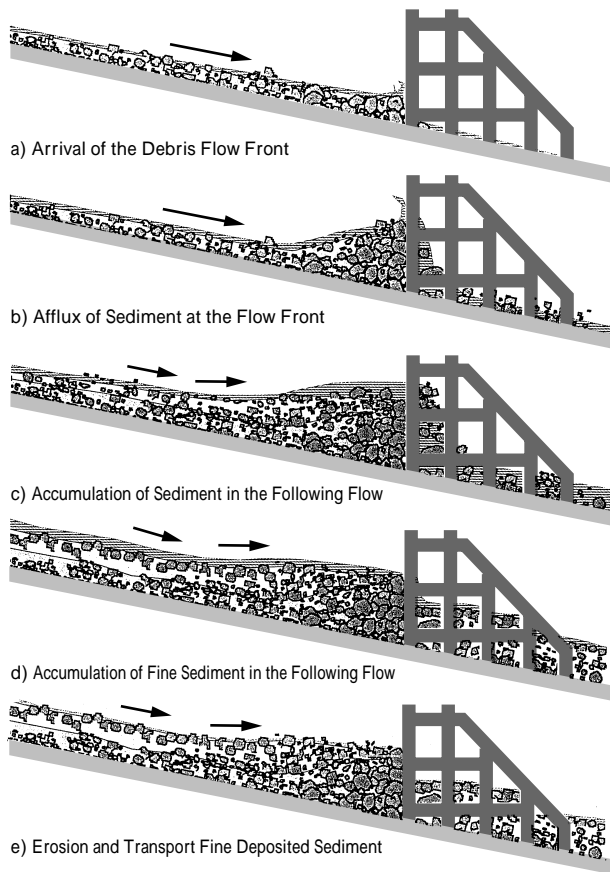 a) Arrival of the Debris Flow Front
b) Afflux of Sediment at the Flow Front
c) Accumulation of Sediment in the Following Flow
d) Accumulation of Fine Sediment in the Following Flow
e) Erosion and Transport Fine Deposited Sediment